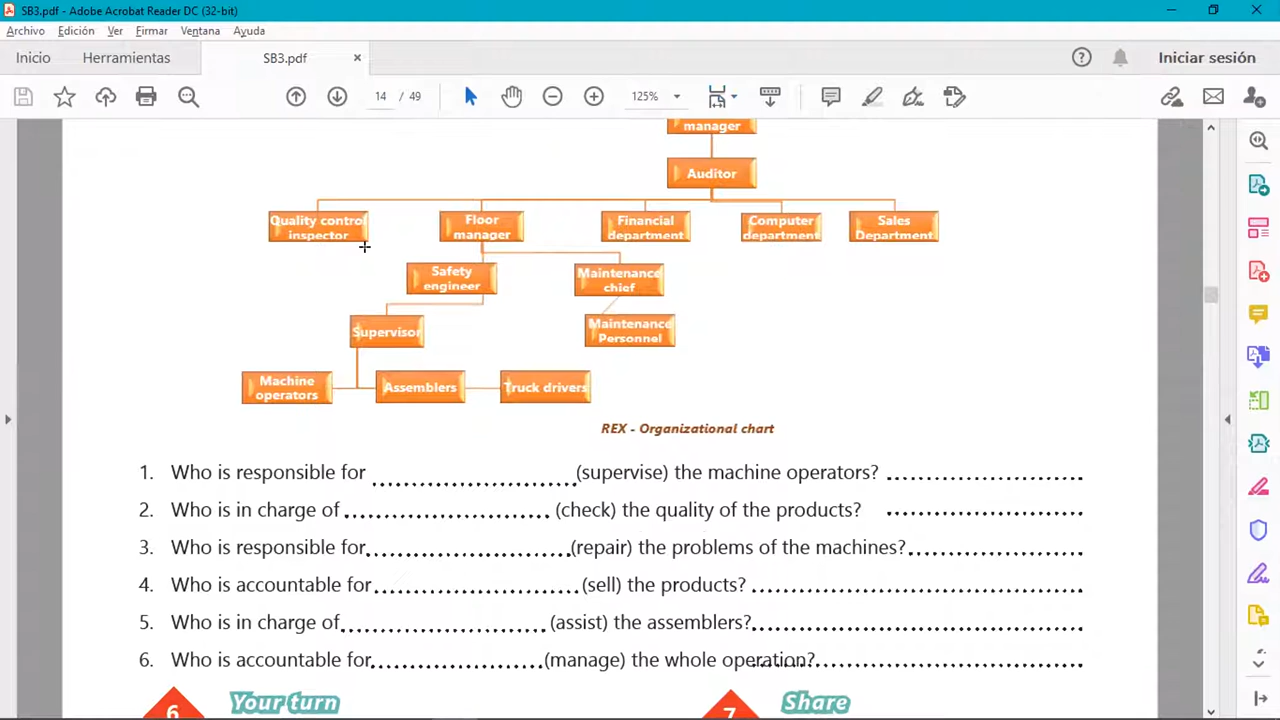 SB3.pdf - Adobe Acrobat Reader DC (32-bit)
Archivo Edición Ver Firmar Ventana Ayuda
Inicio Herramientas SB3.pdf × Iniciar sesión
14 / 49 125%
manager
Auditor
Quality control inspector
Floor manager
Financial department
Computer department
Sales Department
Safety engineer
Maintenance chief
Supervisor
Maintenance Personnel
Machine operators
Assemblers
Truck drivers
REX - Organizational chart
1. Who is responsible for ........................... (supervise) the machine operators? ...........................
2. Who is in charge of ........................... (check) the quality of the products? ...........................
3. Who is responsible for........................... (repair) the problems of the machines? ...........................
4. Who is accountable for ........................... (sell) the products? ...........................
5. Who is in charge of ........................... (assist) the assemblers? ...........................
6. Who is accountable for ........................... (manage) the whole operation? ...........................
6 Your turn 7 Share